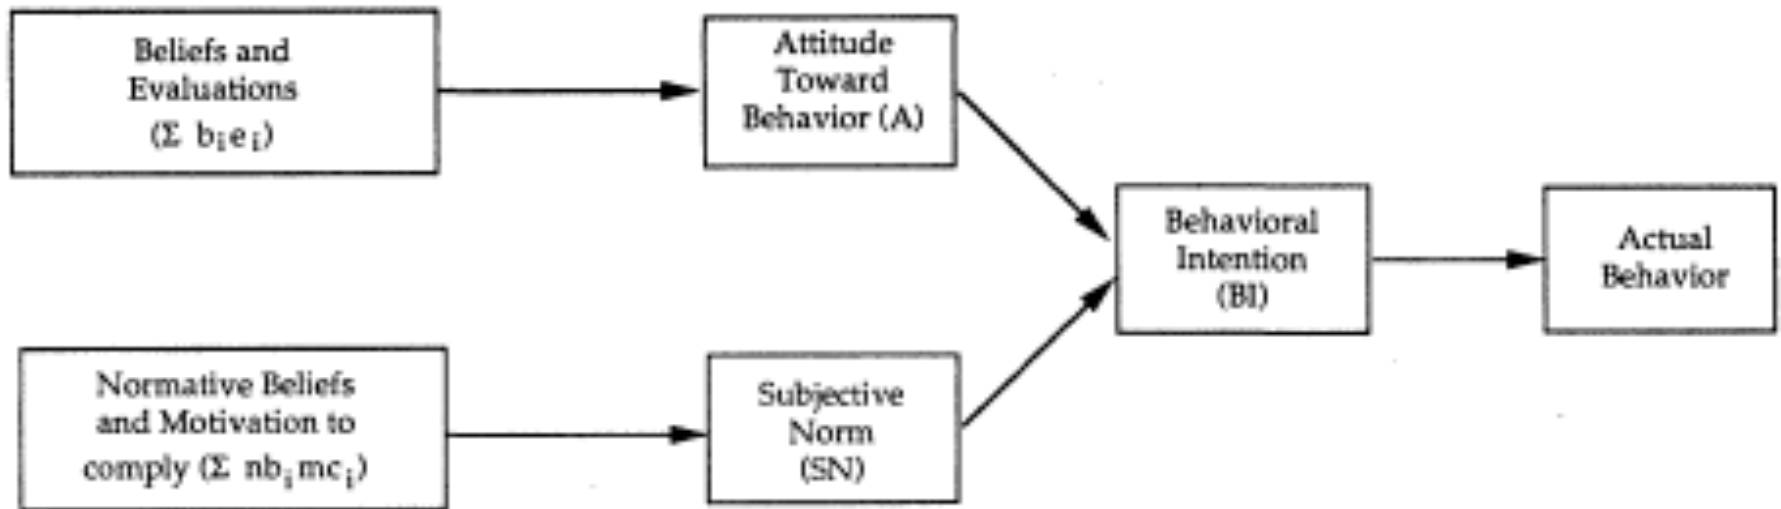 Beliefs and
Evaluations
(Σ bᵢeᵢ)
Attitude
Toward
Behavior (A)
Normative Beliefs
and Motivation to
comply (Σ nbᵢmcᵢ)
Subjective
Norm
(SN)
Behavioral
Intention
(BI)
Actual
Behavior